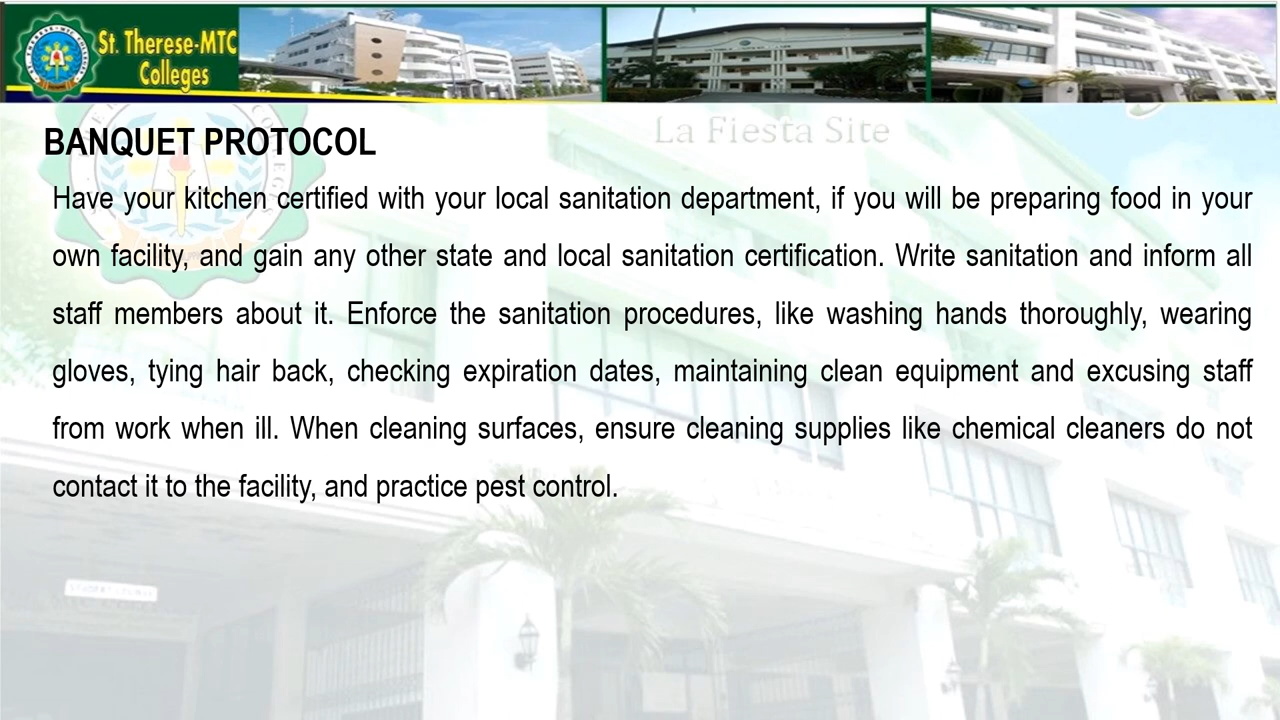 St. Therese-MTC
Colleges
La Fiesta Site
BANQUET PROTOCOL
Have your kitchen certified with your local sanitation department, if you will be preparing food in your
own facility, and gain any other state and local sanitation certification. Write sanitation and inform all
staff members about it. Enforce the sanitation procedures, like washing hands thoroughly, wearing
gloves, tying hair back, checking expiration dates, maintaining clean equipment and excusing staff
from work when ill. When cleaning surfaces, ensure cleaning supplies like chemical cleaners do not
contact it to the facility, and practice pest control.